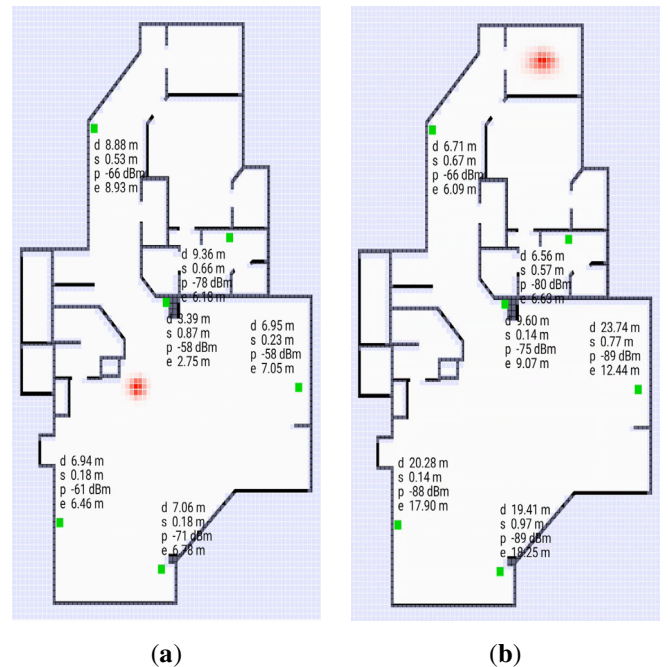 d 8.88 m
s 0.53 m
p -66 dBm
e 8.93 m
d 9.36 m
s 0.66 m
p -78 dBm
e 6.18 m
d 3.39 m
s 0.87 m
p -58 dBm
e 2.75 m
d 6.95 m
s 0.23 m
p -58 dBm
e 7.05 m
d 6.94 m
s 0.18 m
p -61 dBm
e 6.46 m
d 7.06 m
s 0.18 m
p -71 dBm
e 6.78 m
(a)
d 6.71 m
s 0.67 m
p -66 dBm
e 6.09 m
d 6.56 m
s 0.57 m
p -80 dBm
e 6.63 m
d 9.60 m
s 0.14 m
p -75 dBm
e 9.07 m
d 23.74 m
s 0.77 m
p -89 dBm
e 12.44 m
d 20.28 m
s 0.14 m
p -88 dBm
e 17.90 m
d 19.41 m
s 0.97 m
p -89 dBm
e 18.25 m
(b)